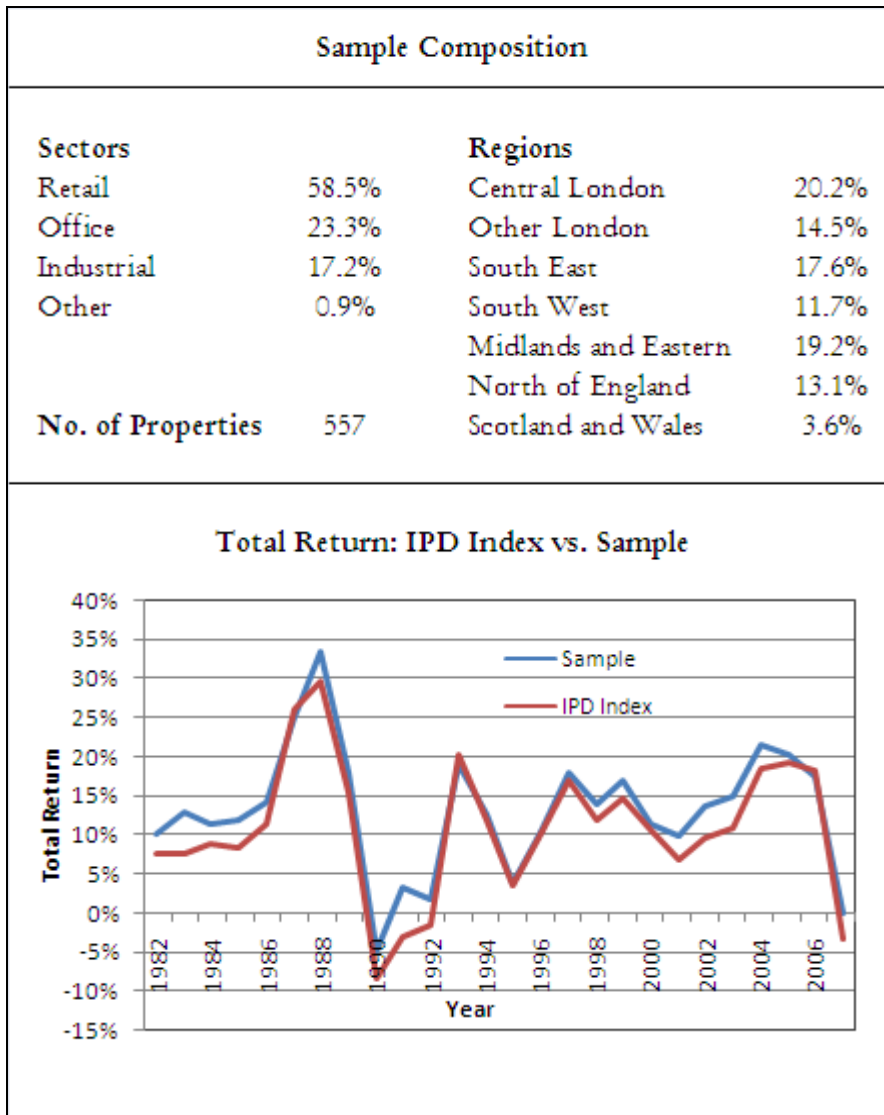 Sample Composition
Sectors Regions
Retail 58.5% Central London 20.2%
Office 23.3% Other London 14.5%
Industrial 17.2% South East 17.6%
Other 0.9% South West 11.7%
Midlands and Eastern 19.2%
North of England 13.1%
No. of Properties 557 Scotland and Wales 3.6%
Total Return: IPD Index vs. Sample
40%
35%
30%
25%
20%
15%
10%
5%
0%
-5%
-10%
-15%
Total Return
Sample
IPD Index
1982 1984 1986 1988 1990 1992 1994 1996 1998 2000 2002 2004 2006
Year